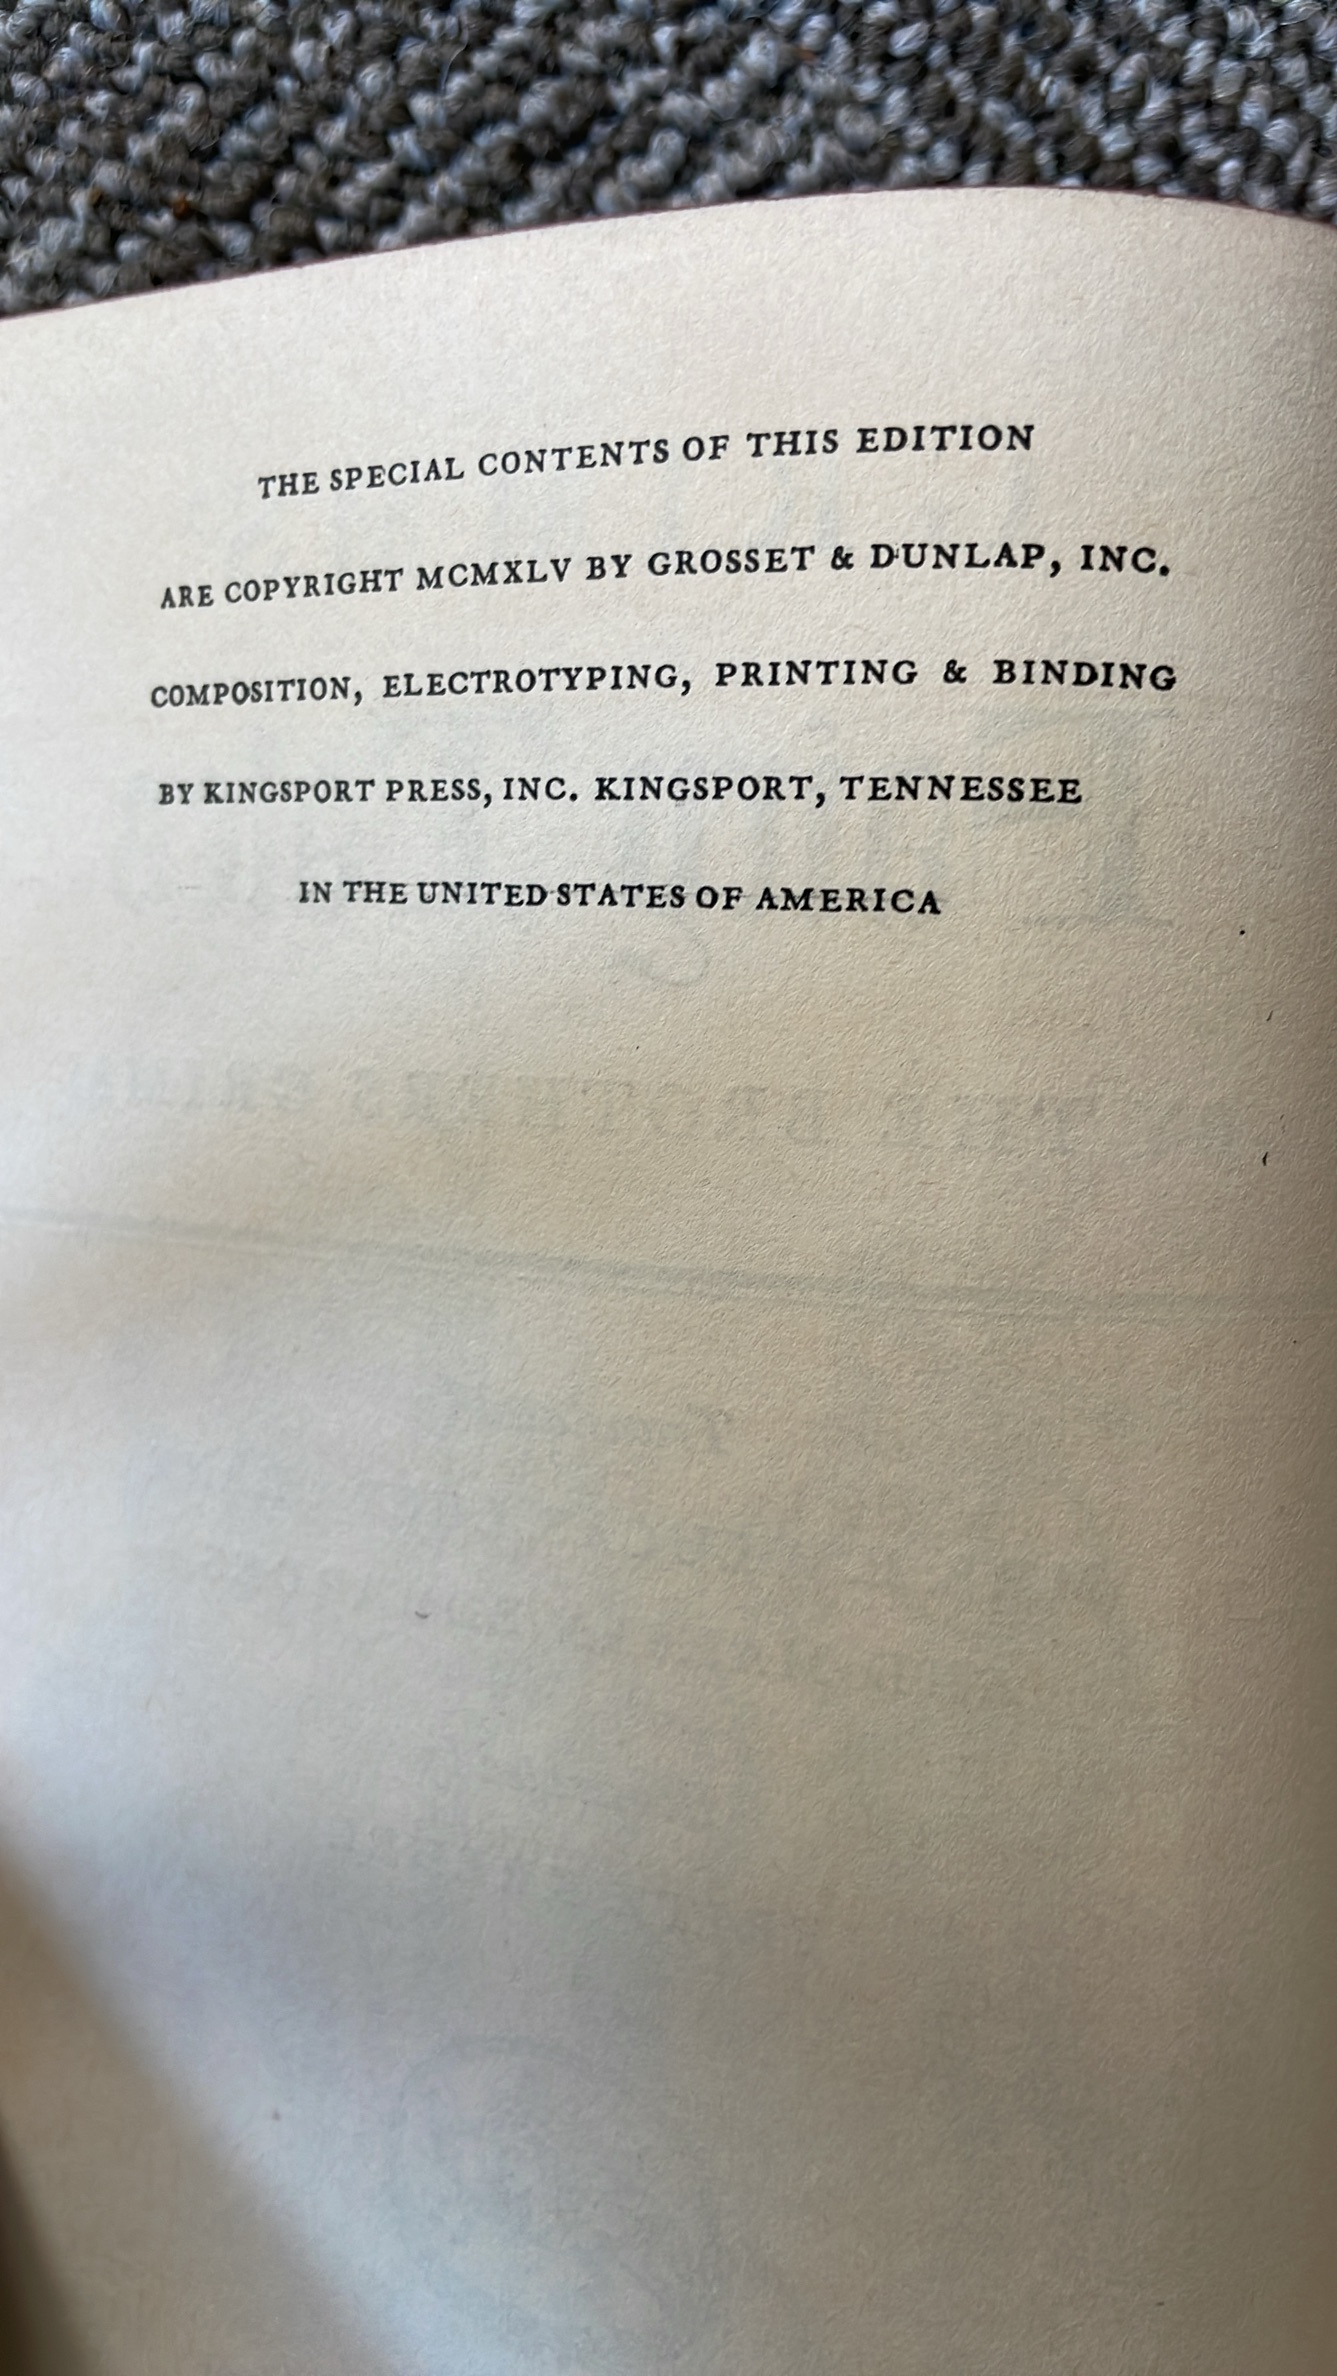 THE SPECIAL CONTENTS OF THIS EDITION
ARE COPYRIGHT MCMXLV BY GROSSET & DUNLAP, INC.
COMPOSITION, ELECTROTYPING, PRINTING & BINDING
BY KINGSPORT PRESS, INC. KINGSPORT, TENNESSEE
IN THE UNITED STATES OF AMERICA